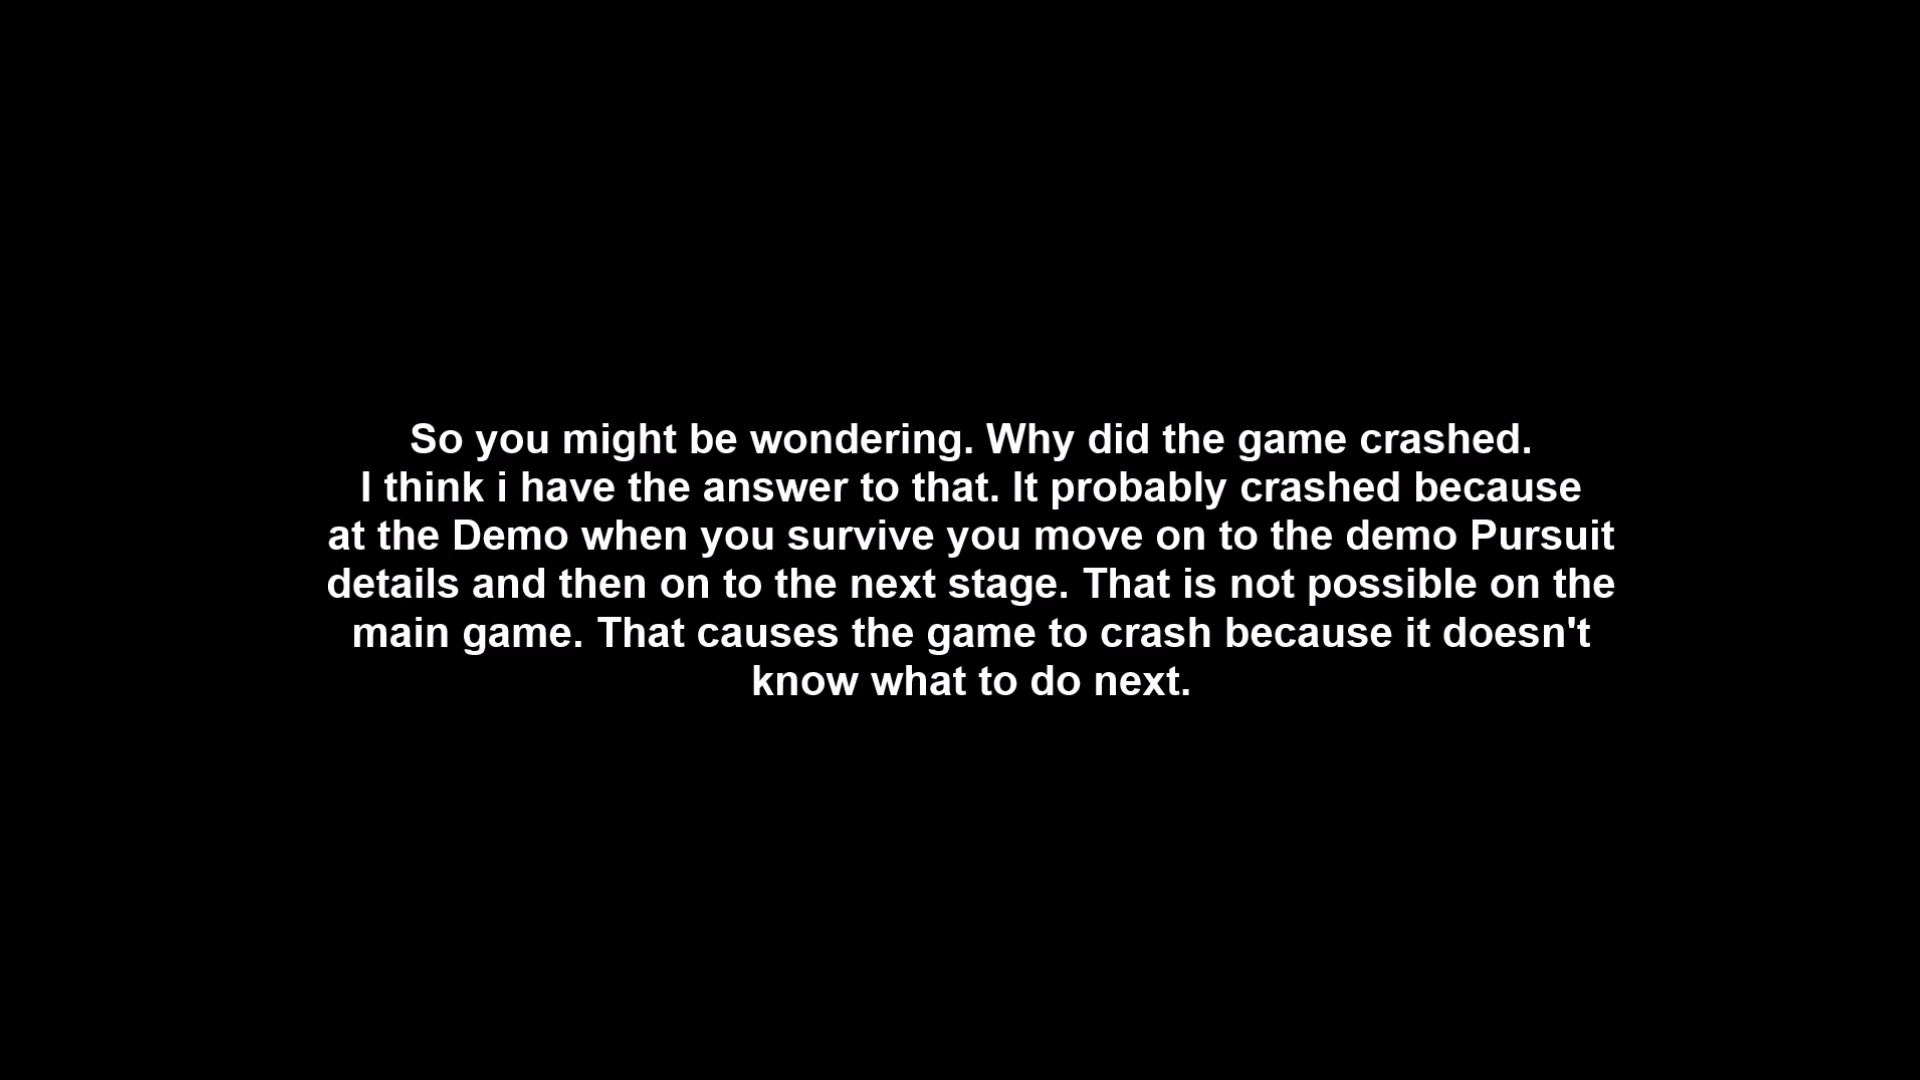 So you might be wondering. Why did the game crashed.
I think i have the answer to that. It probably crashed because
at the Demo when you survive you move on to the demo Pursuit
details and then on to the next stage. That is not possible on the
main game. That causes the game to crash because it doesn't
know what to do next.